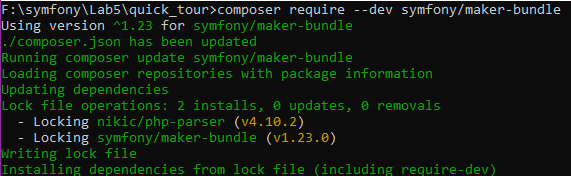 F:\symfony\Lab5\quick_tour>composer require --dev symfony/maker-bundle
Using version ^1.23 for symfony/maker-bundle
./composer.json has been updated
Running composer update symfony/maker-bundle
Loading composer repositories with package information
Updating dependencies
Lock file operations: 2 installs, 0 updates, 0 removals
  - Locking nikic/php-parser (v4.10.2)
  - Locking symfony/maker-bundle (v1.23.0)
Writing lock file
Installing dependencies from lock file (including require-dev)